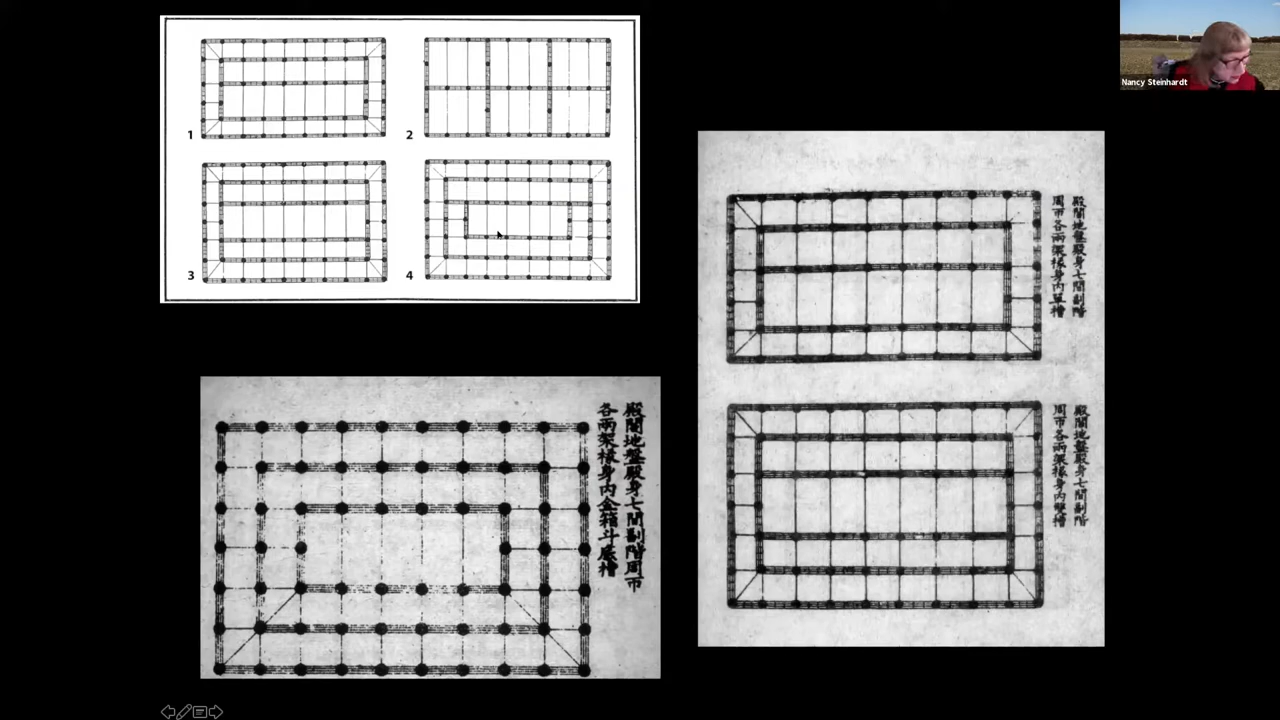 Nancy Steinhardt
1
2
3
4
殿閣地盤殿身七間副階
周帀各兩架椽身內單槽
殿閣地盤殿身七間副階周帀
各兩架椽身內金箱斗底槽
殿閣地盤殿身七間副階
周帀各兩架椽身內雙槽